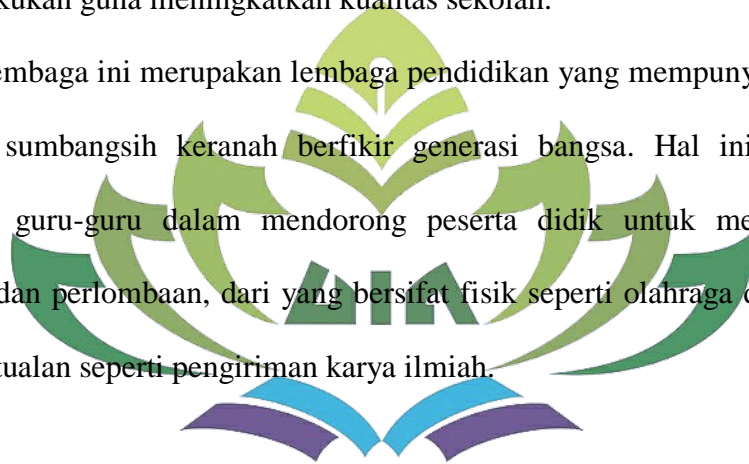 kukan guna meningkatkan kualitas sekolah.
embaga ini merupakan lembaga pendidikan yang mempuny
sumbangsih keranah berfikir generasi bangsa. Hal ini
guru-guru dalam mendorong peserta didik untuk me
dan perlombaan, dari yang bersifat fisik seperti olahraga
tualan seperti pengiriman karya ilmiah.